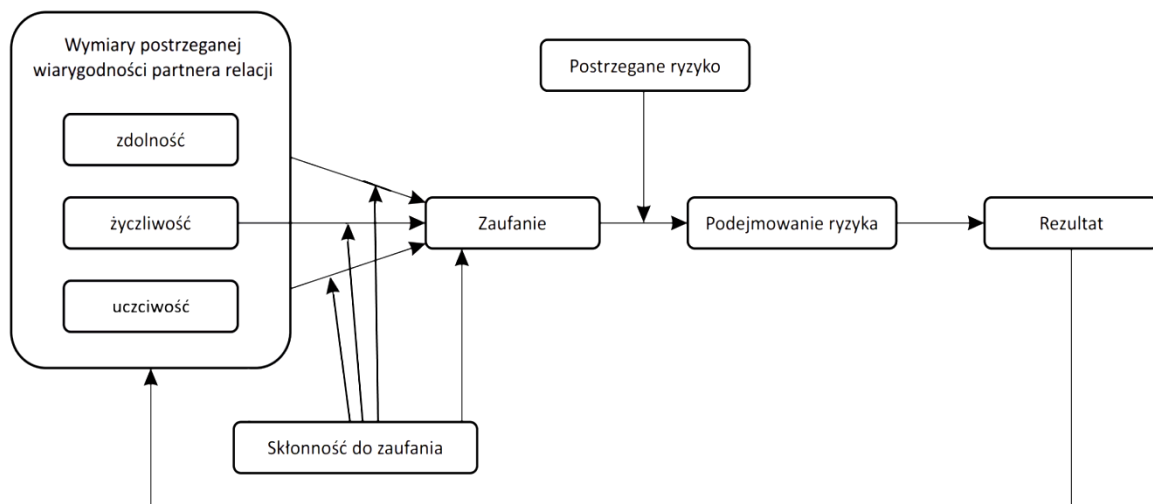 Wymiary postrzeganej
wiarygodności partnera relacji
zdolność
życzliwość
uczciwość
Postrzegane ryzyko
Zaufanie
Podejmowanie ryzyka
Rezultat
Skłonność do zaufania